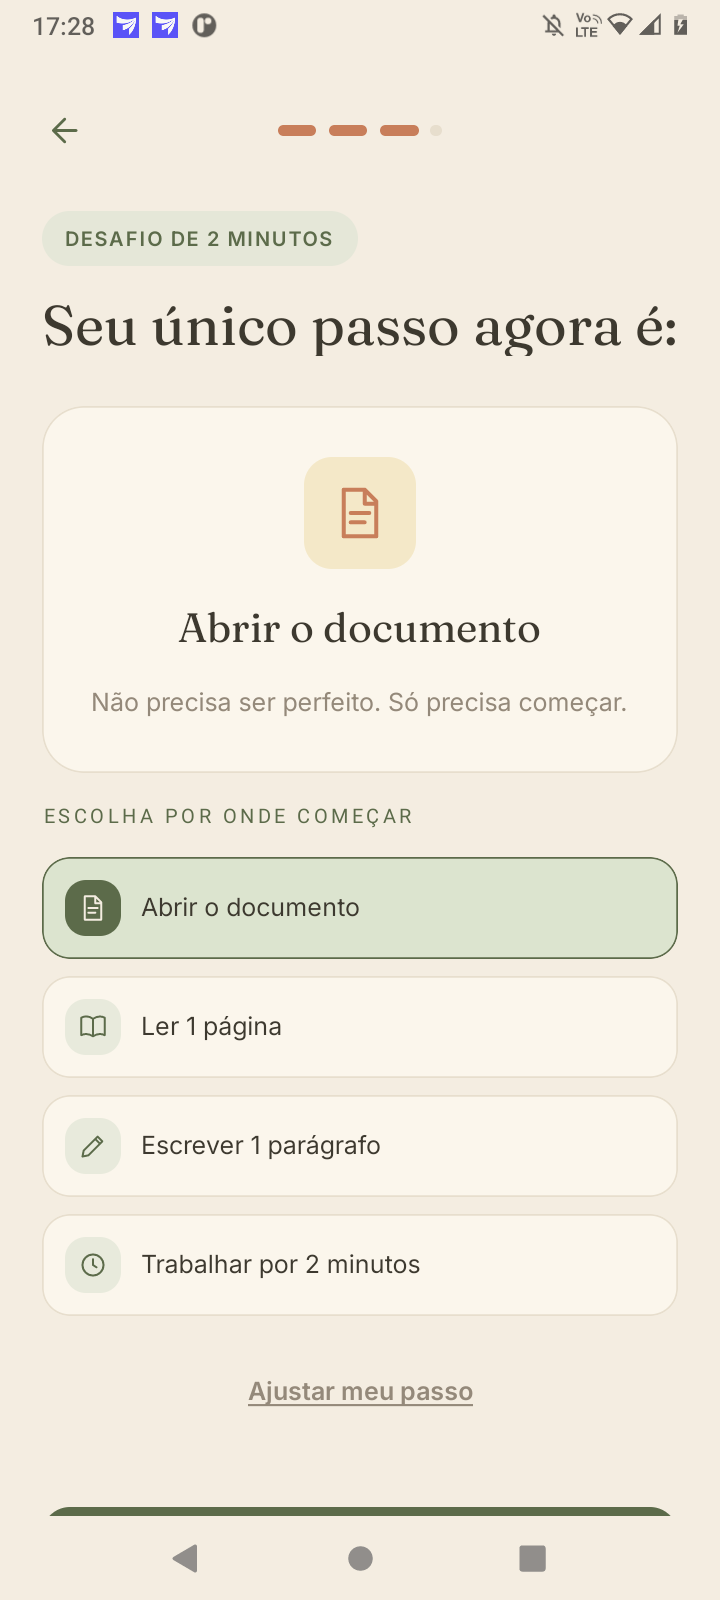 17:28
Vo LTE
DESAFIO DE 2 MINUTOS
Seu único passo agora é:
Abrir o documento
Não precisa ser perfeito. Só precisa começar.
ESCOLHA POR ONDE COMEÇAR
Abrir o documento
Ler 1 página
Escrever 1 parágrafo
Trabalhar por 2 minutos
Ajustar meu passo